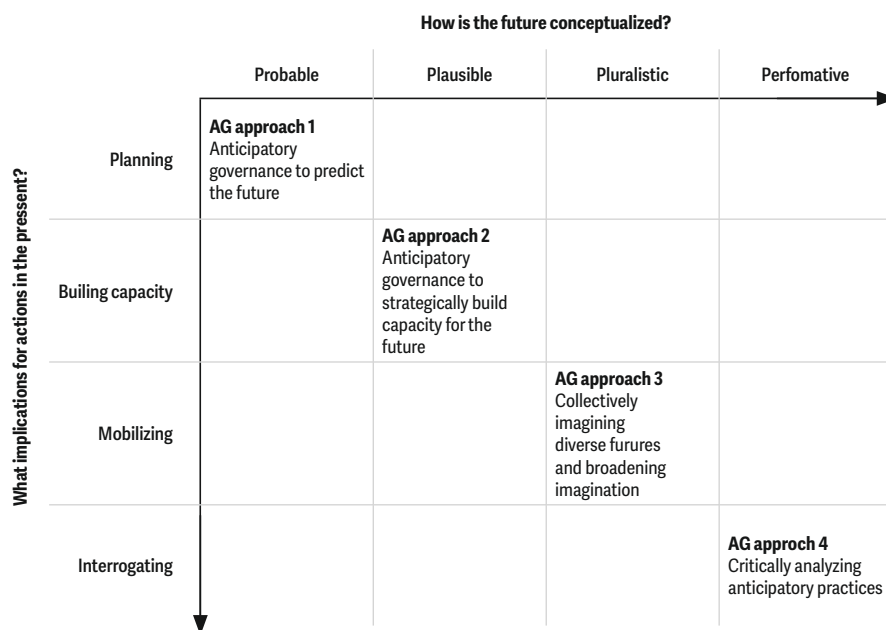 How is the future conceptualized?
Probable
Plausible
Pluralistic
Perfomative
What implications for actions in the pressent?
Planning
AG approach 1
Anticipatory
governance to predict
the future
Builing capacity
AG approach 2
Anticipatory
governance to
strategically build
capacity for the
future
Mobilizing
AG approach 3
Collectively
imagining
diverse furures
and broadening
imagination
Interrogating
AG approch 4
Critically analyzing
anticipatory practices